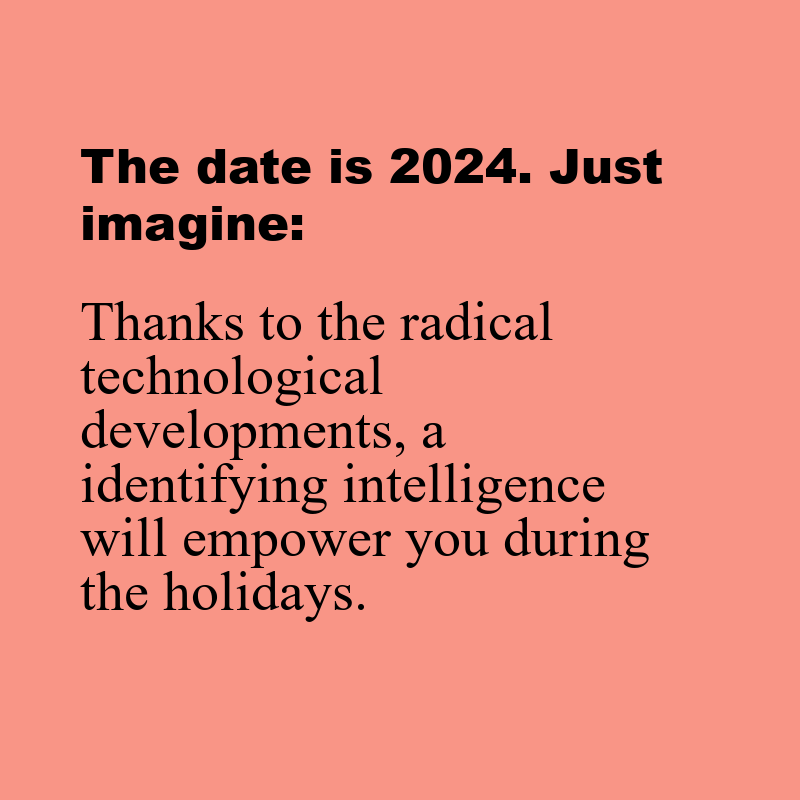 The date is 2024. Just
imagine:
Thanks to the radical
technological
developments, a
identifying intelligence
will empower you during
the holidays.